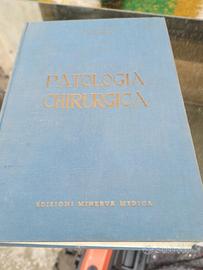 PATOLOGIA
CHIRURGICA
EDIZIONI MINERVA MEDICA